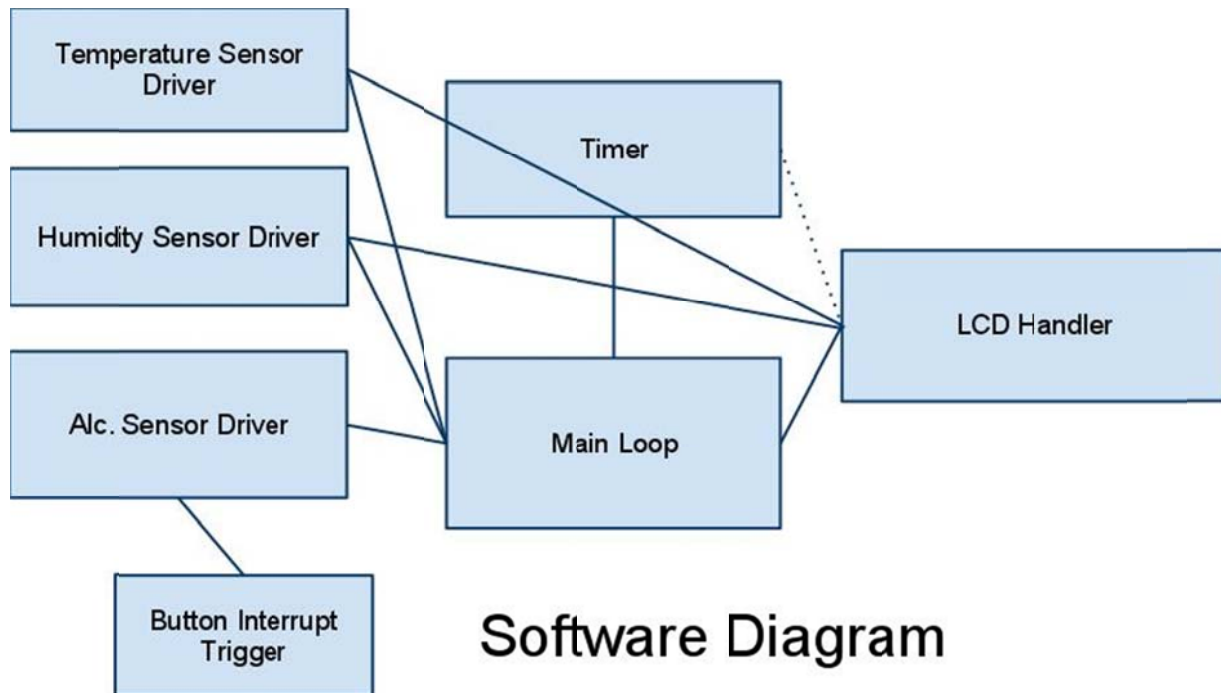 Temperature Sensor
Driver
Timer
Humidity Sensor Driver
LCD Handler
Alc. Sensor Driver
Main Loop
Button Interrupt
Trigger
Software Diagram